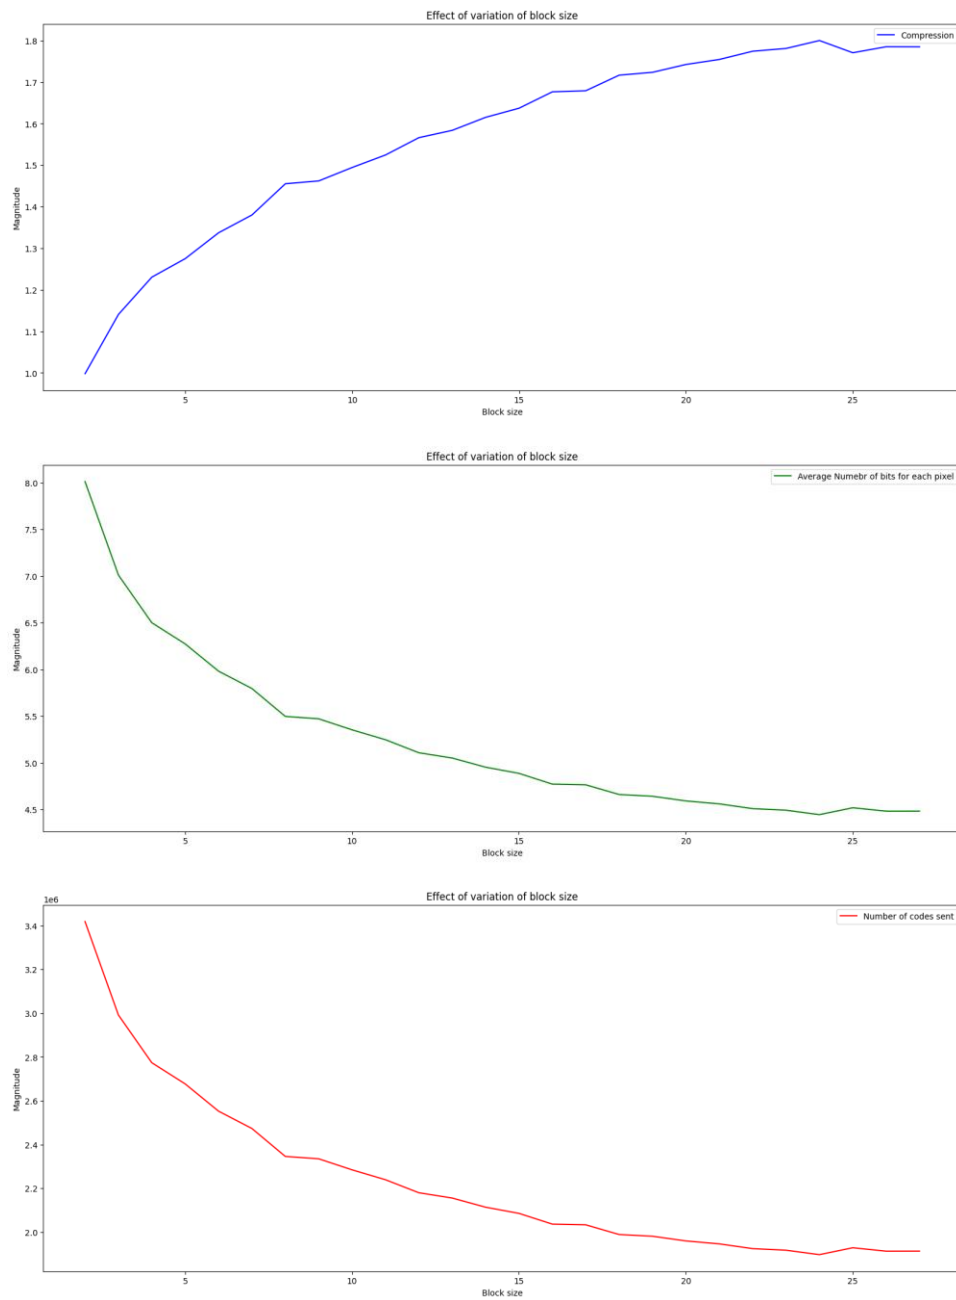 Effect of variation of block size
Compression
1.8
1.7
1.6
1.5
1.4
1.3
1.2
1.1
1.0
Magnitude
5 10 15 20 25
Block size
Effect of variation of block size
Average Numebr of bits for each pixel
8.0
7.5
7.0
6.5
6.0
5.5
5.0
4.5
Magnitude
5 10 15 20 25
Block size
1e6
Effect of variation of block size
Number of codes sent
3.4
3.2
3.0
2.8
2.6
2.4
2.2
2.0
Magnitude
5 10 15 20 25
Block size